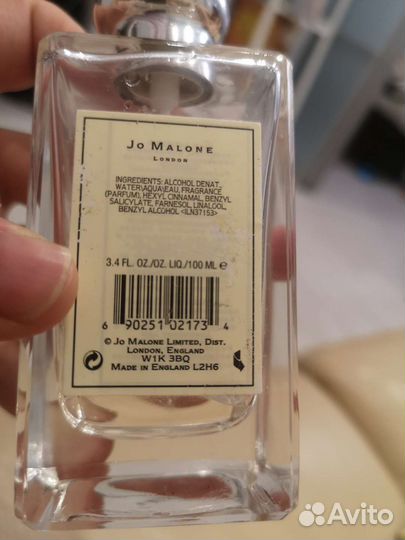 Jo Malone
London
INGREDIENTS: ALCOHOL DENAT.,
WATER\AQUA\EAU, FRAGRANCE
(PARFUM), HEXYL CINNAMAL, BENZYL
SALICYLATE, FARNESOL, LINALOOL,
BENZYL ALCOHOL <ILN37153>
3.4 FL. OZ./OZ. LIQ./100 ML ℮
6 90251 02173 4
© Jo Malone Limited, Dist.
London, England
W1K 3BQ
Made in England L2H6
Avito